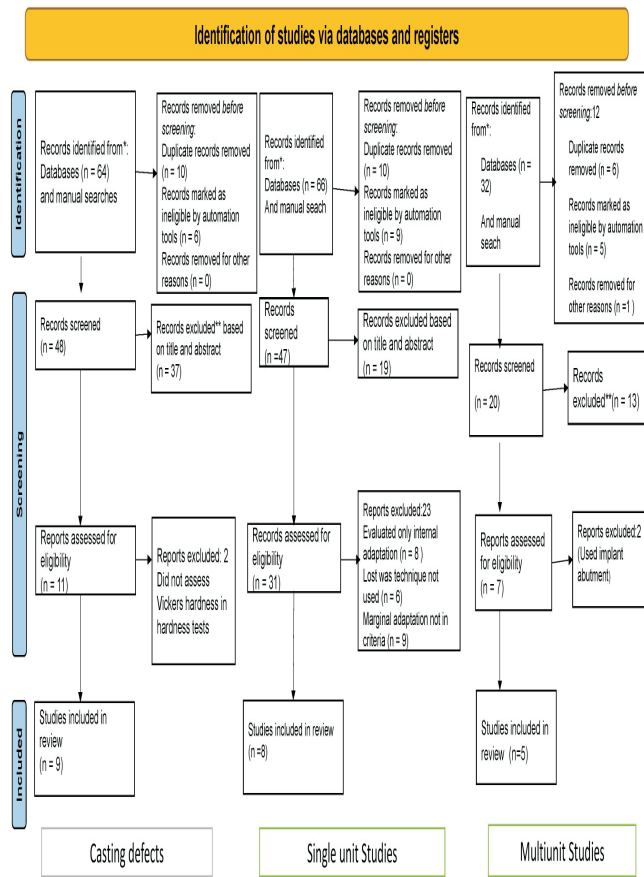 Identification of studies via databases and registers
Identification
Records identified from*:
Databases (n = 64)
and manual searches
Records removed before
screening:
Duplicate records removed
(n = 10)
Records marked as
ineligible by automation
tools (n = 6)
Records removed for other
reasons (n = 0)
Records identified
from*:
Databases (n = 66)
And manual seach
Records removed before
screening:
Duplicate records removed
(n = 10)
Records marked as
ineligible by automation
tools (n = 9)
Records removed for other
reasons (n = 0)
Records identified
from*:
Databases (n =
32)
And manual
seach
Records removed before
screening:12
Duplicate records
removed (n = 6)
Records marked as
ineligible by automation
tools (n = 5)
Records removed for
other reasons (n =1 )
Screening
Records screened
(n = 48)
Records excluded** based
on title and abstract
(n = 37)
Records
screened
(n =47)
Records excluded based
on title and abstract
(n = 19)
Records screened
(n = 20)
Records
excluded**(n = 13)
Reports assessed for
eligibility
(n = 11)
Reports excluded: 2
Did not assess
Vickers hardness in
hardness tests
Records assessed for
eligibility
(n = 31)
Reports excluded:23
Evaluated only internal
adaptation (n = 8 )
Lost was technique not
used (n = 6)
Marginal adaptation not in
criteria (n = 9)
Reports assessed
for eligibility
(n = 7)
Reports excluded:2
(Used implant
abutment)
Included
Studies included in
review
(n = 9)
Studies included in review
(n =8)
Studies included in
review (n=5)
Casting defects
Single unit Studies
Multiunit Studies